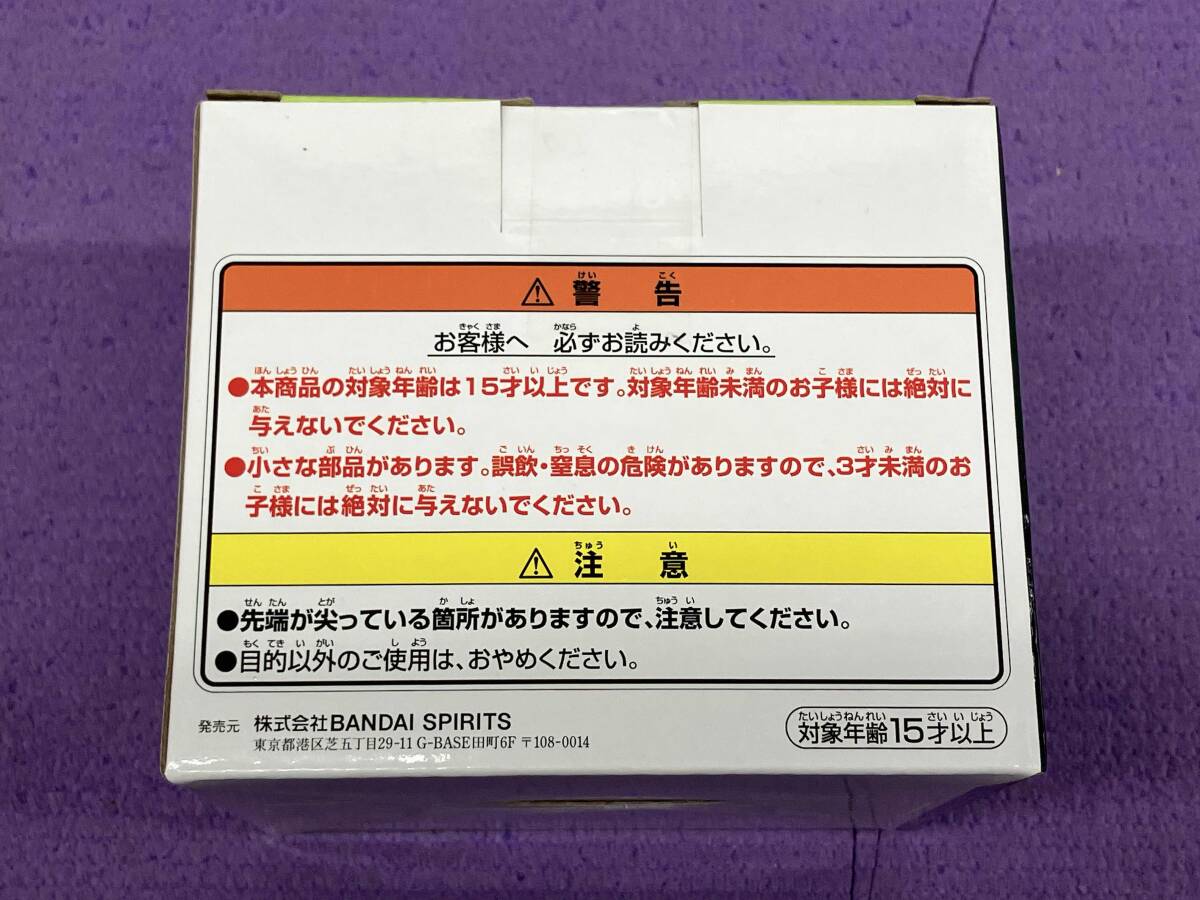 ⚠ 警告
お客様へ 必ずお読みください。
●本商品の対象年齢は15才以上です。対象年齢未満のお子様には絶対に
与えないでください。
●小さな部品があります。誤飲・窒息の危険がありますので、3才未満のお
子様には絶対に与えないでください。
⚠ 注意
●先端が尖っている箇所がありますので、注意してください。
●目的以外のご使用は、おやめください。
発売元 株式会社BANDAI SPIRITS
東京都港区芝五丁目29-11 G-BASE田町6F 〒108-0014
対象年齢15才以上